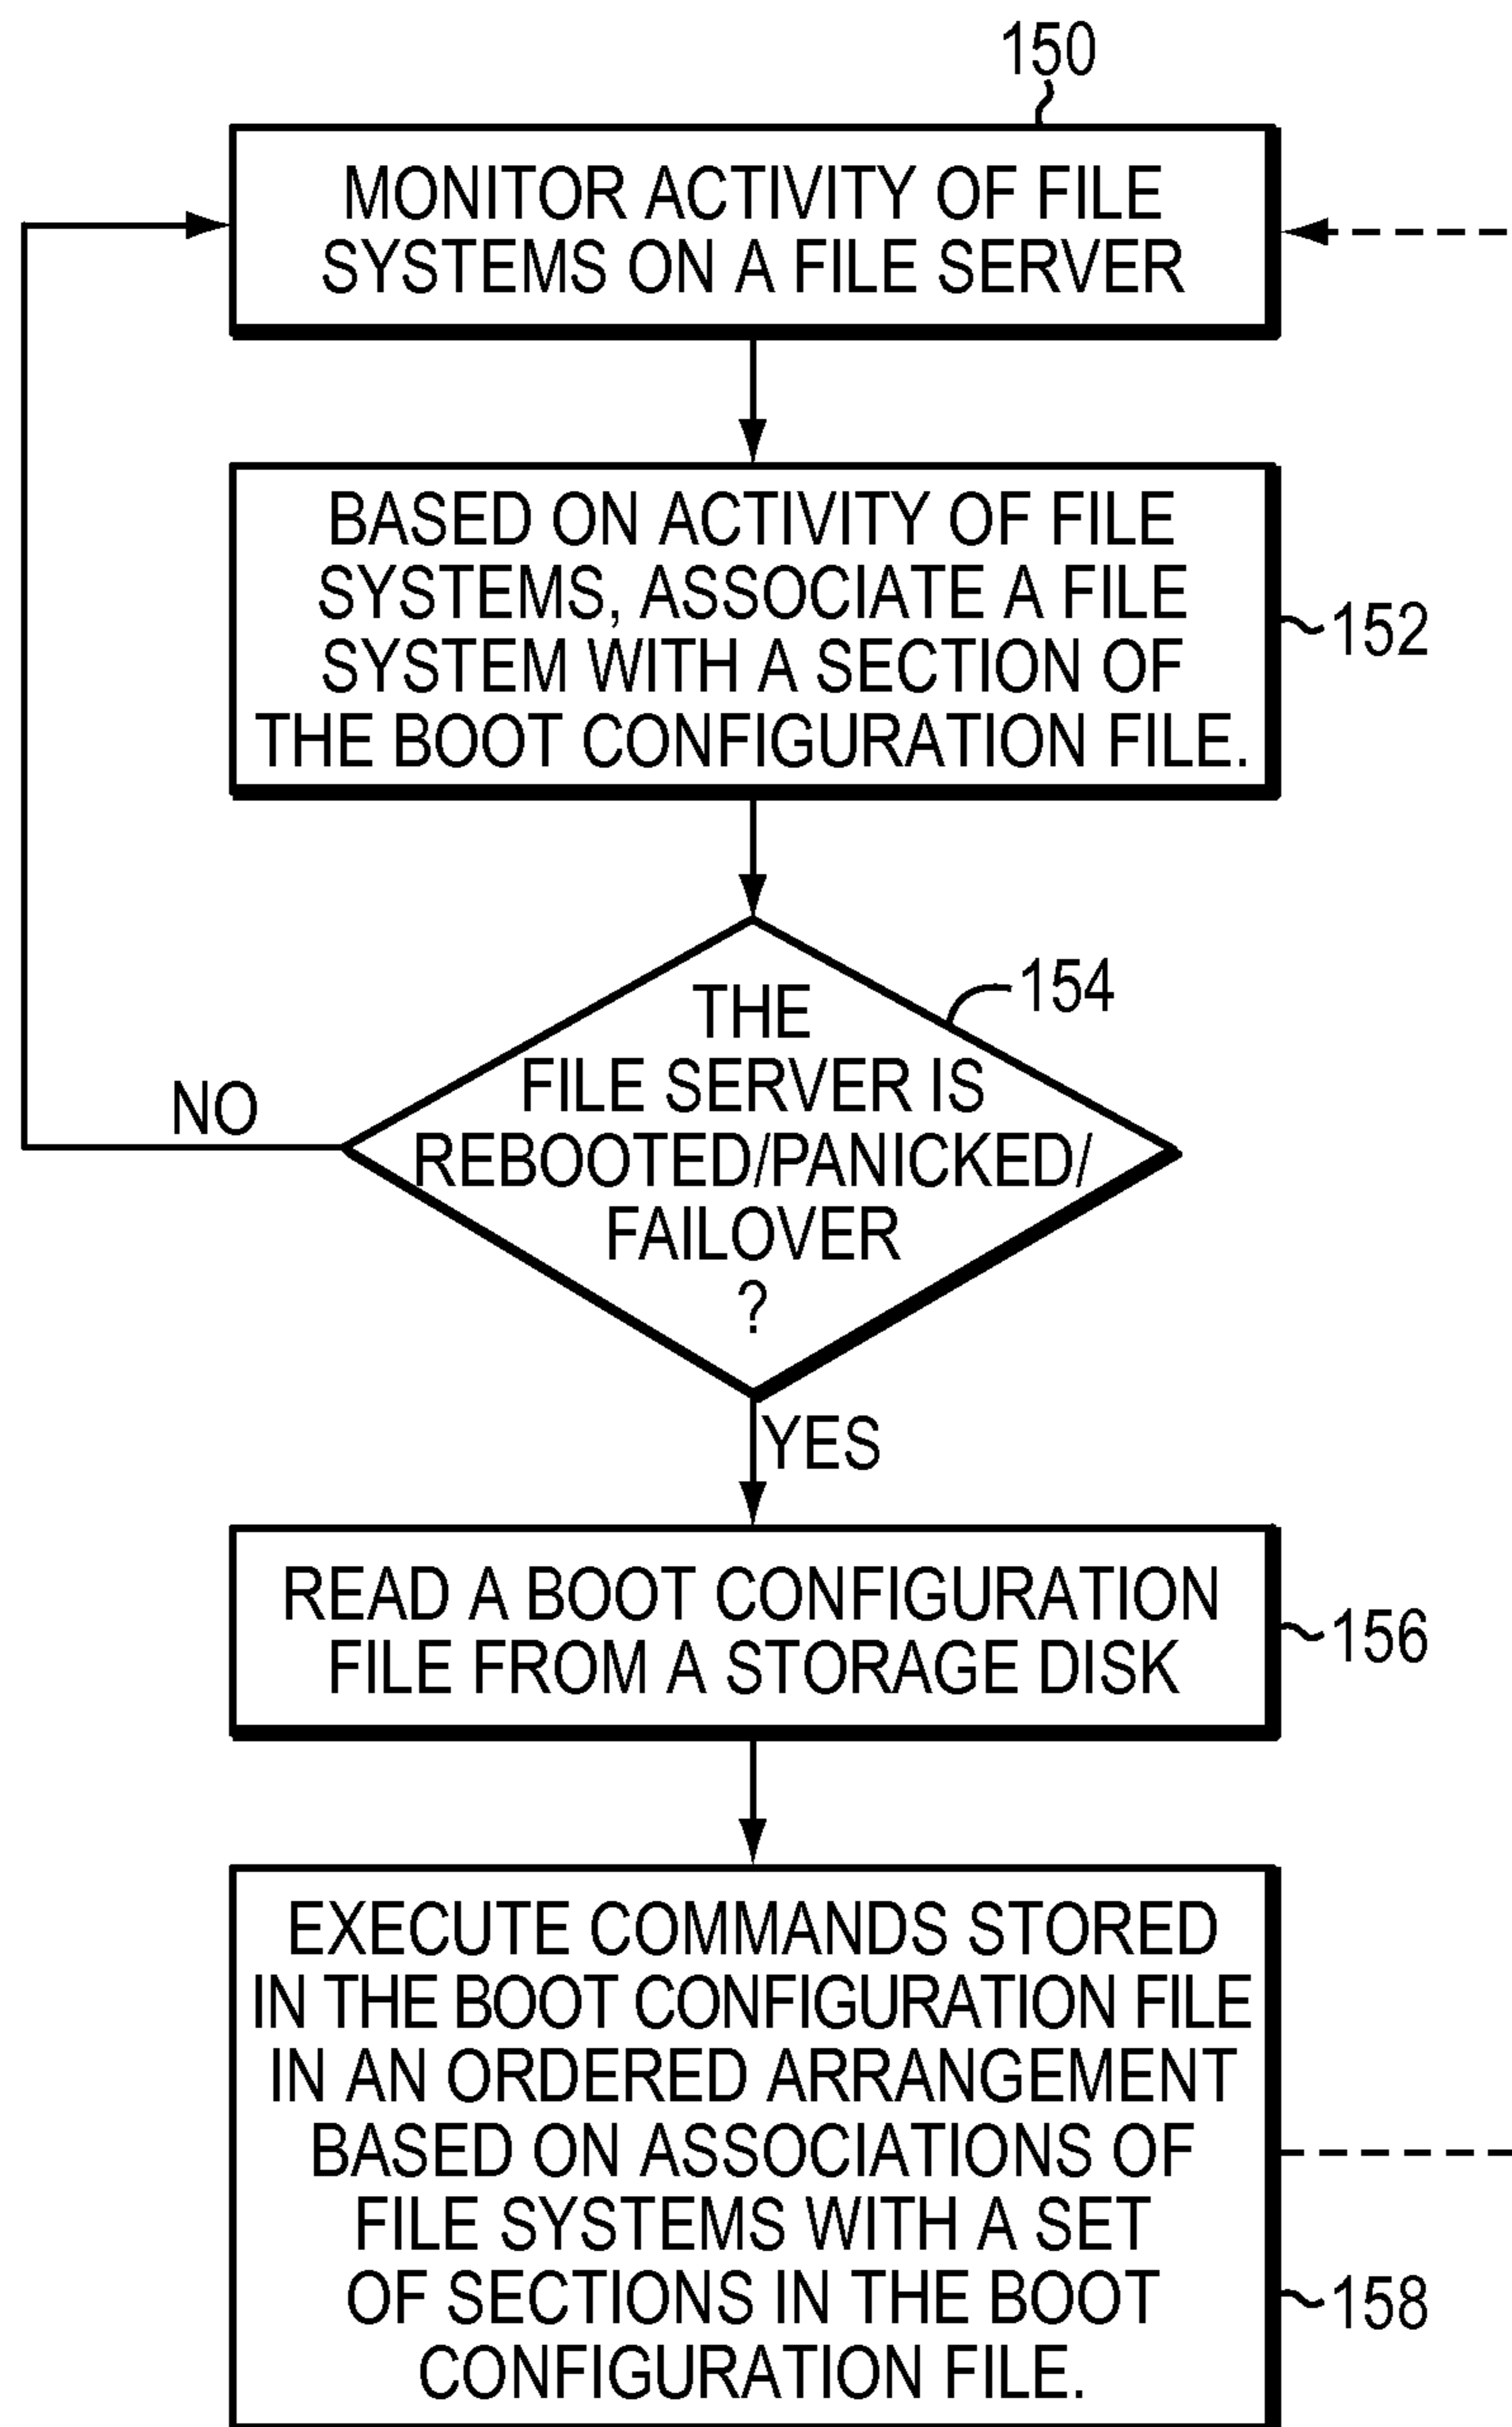 150
MONITOR ACTIVITY OF FILE
SYSTEMS ON A FILE SERVER
BASED ON ACTIVITY OF FILE
SYSTEMS, ASSOCIATE A FILE
SYSTEM WITH A SECTION OF
THE BOOT CONFIGURATION FILE.
152
154
THE
FILE SERVER IS
REBOOTED/PANICKED/
FAILOVER
?
NO
YES
READ A BOOT CONFIGURATION
FILE FROM A STORAGE DISK
156
EXECUTE COMMANDS STORED
IN THE BOOT CONFIGURATION FILE
IN AN ORDERED ARRANGEMENT
BASED ON ASSOCIATIONS OF
FILE SYSTEMS WITH A SET
OF SECTIONS IN THE BOOT
CONFIGURATION FILE.
158